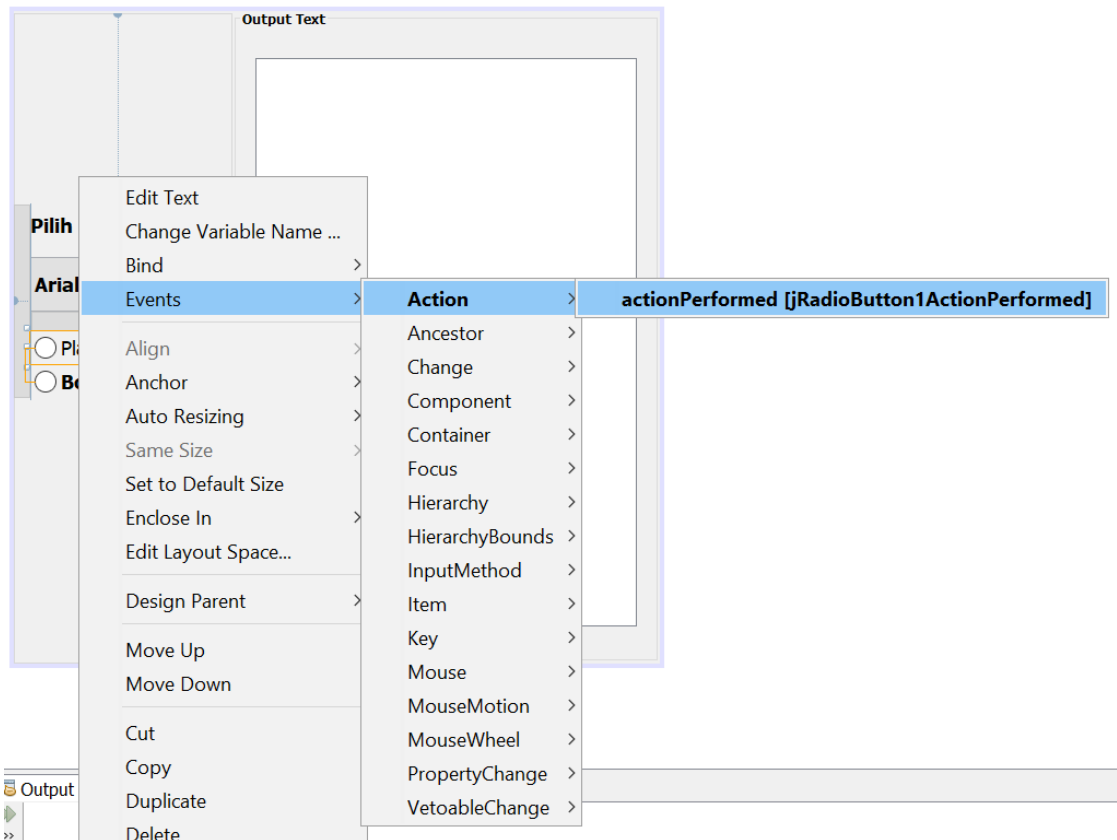 Output Text
Edit Text
Pilih
Change Variable Name ...
Bind
Arial
Events
Action
actionPerformed [jRadioButton1ActionPerformed]
Ancestor
Align
Change
Anchor
Component
Auto Resizing
Container
Same Size
Focus
Set to Default Size
Hierarchy
Enclose In
HierarchyBounds
Edit Layout Space...
InputMethod
Design Parent
Item
Key
Move Up
Mouse
Move Down
MouseMotion
Cut
MouseWheel
Copy
PropertyChange
Output
Duplicate
VetoableChange
Delete